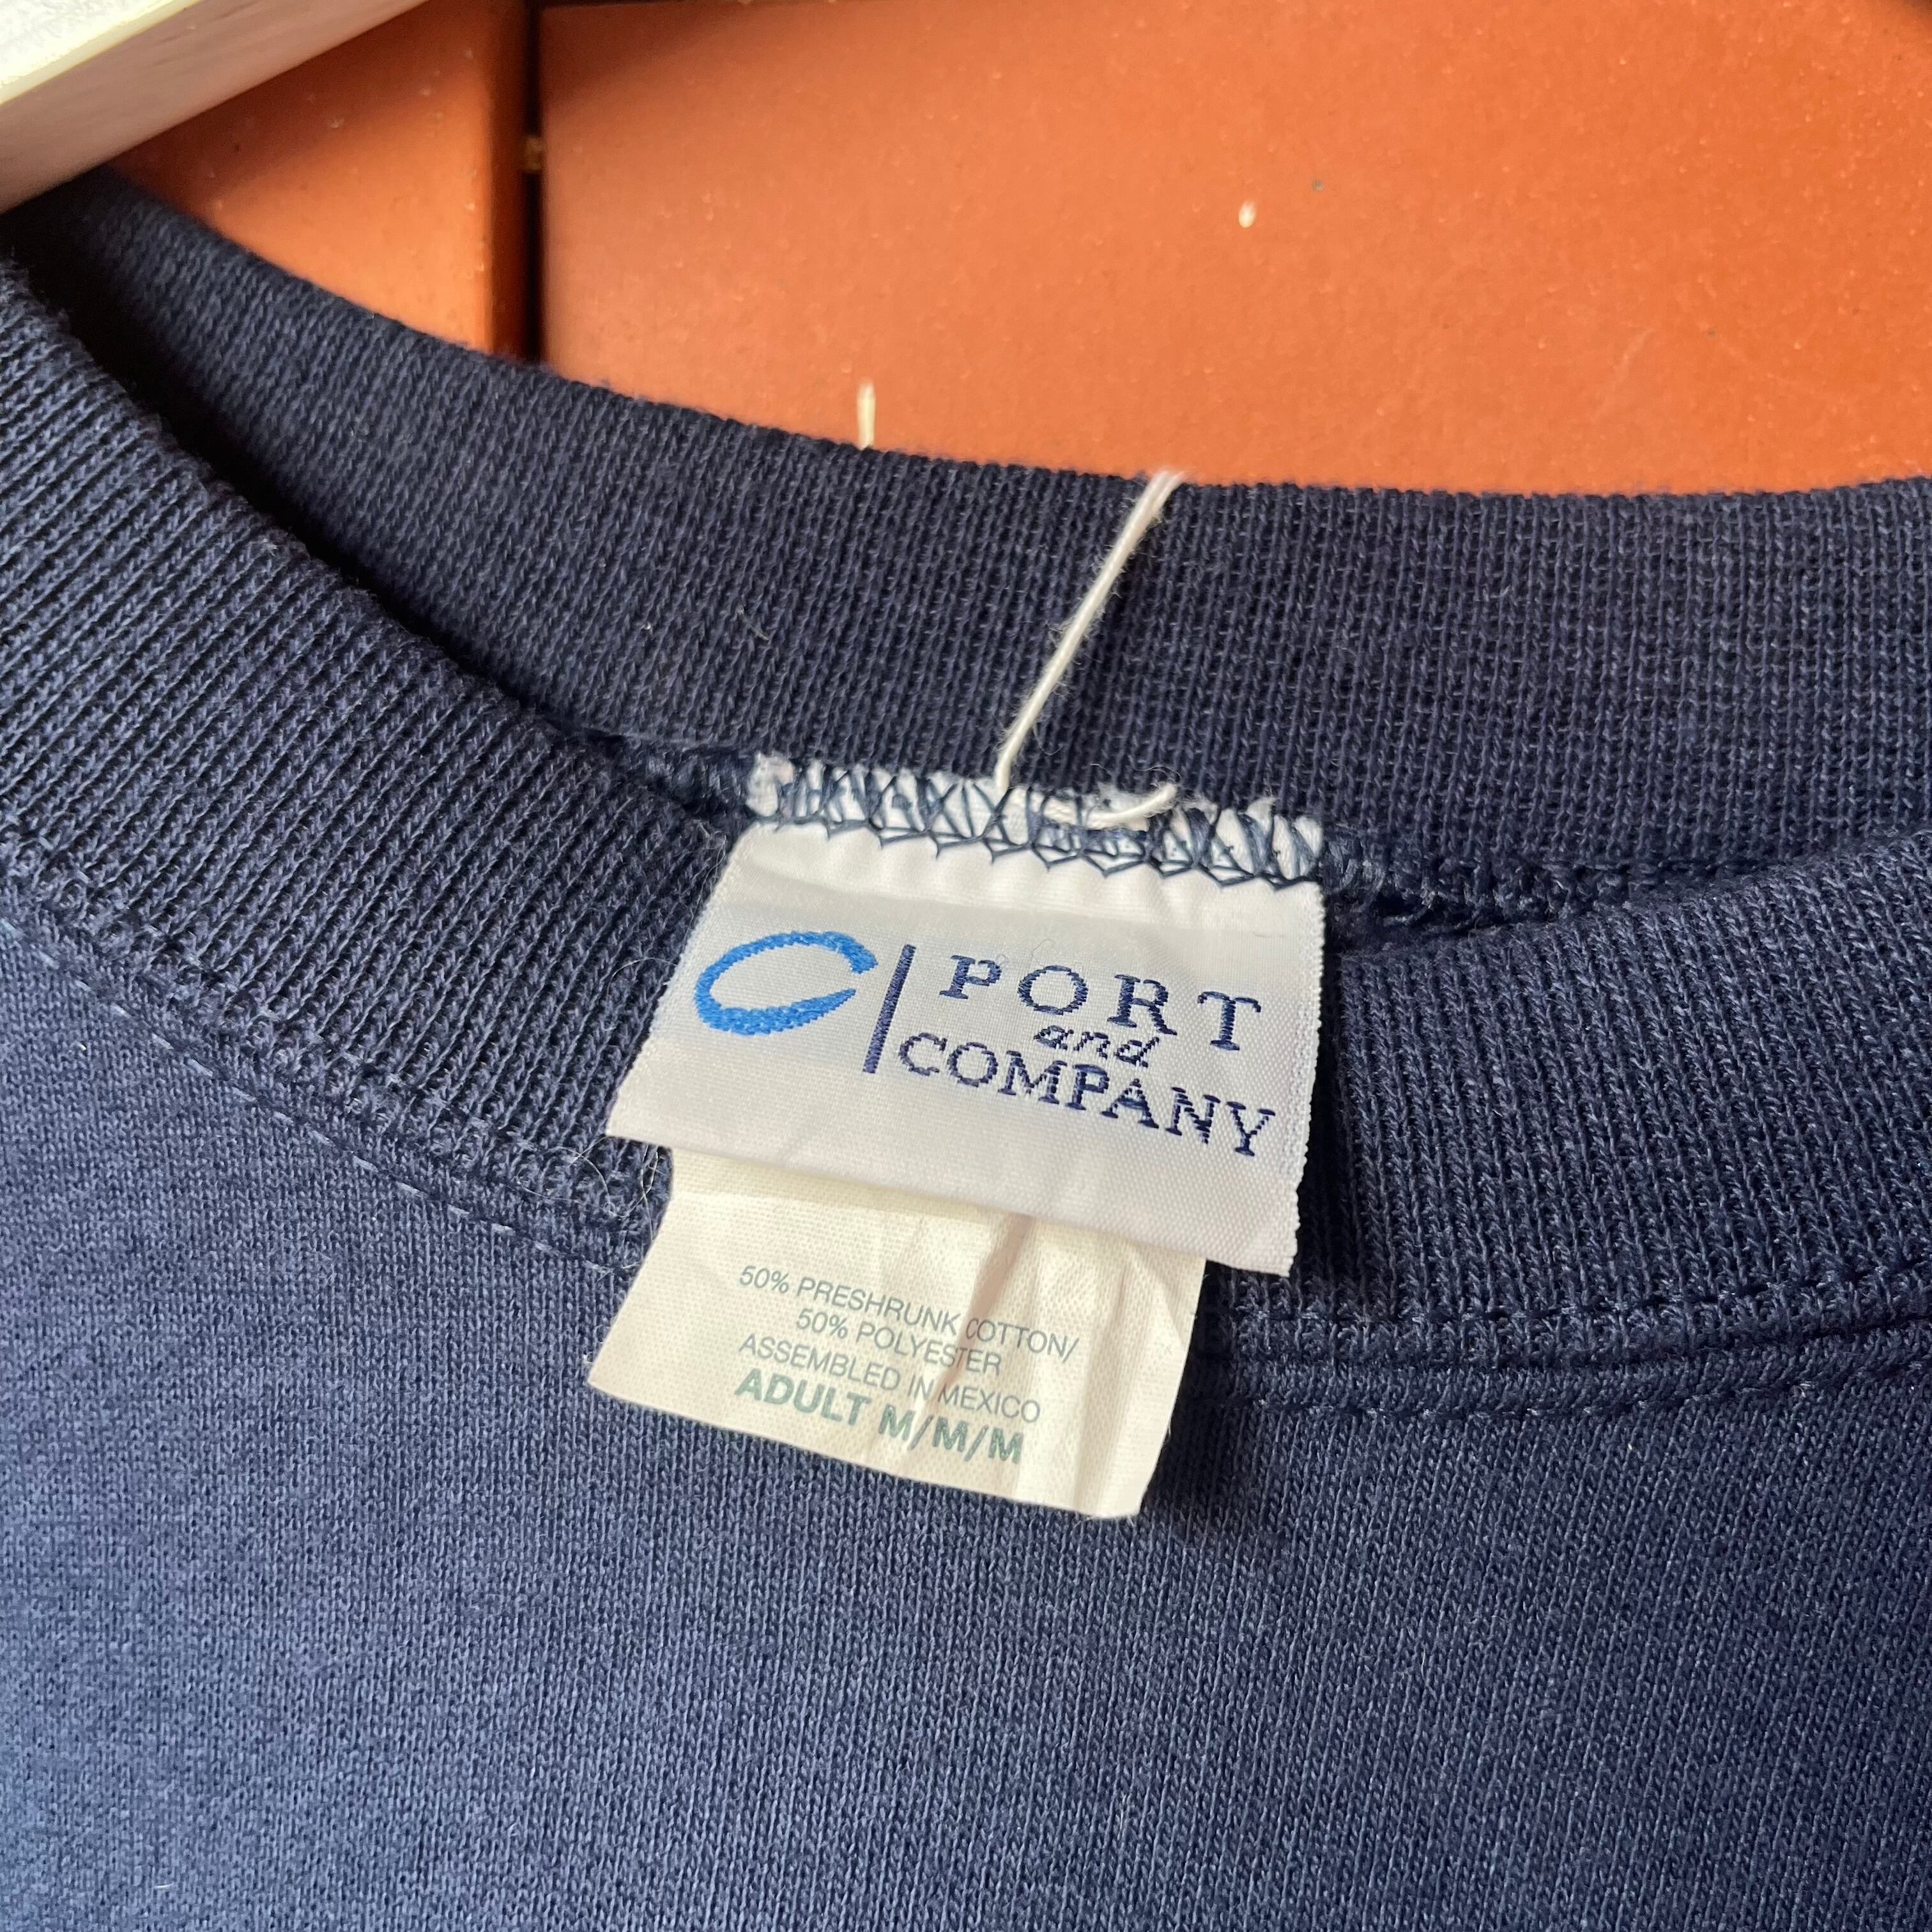 PORT
and
COMPANY
50% PRESHRUNK COTTON/
50% POLYESTER
ASSEMBLED IN MEXICO
ADULT M/M/M